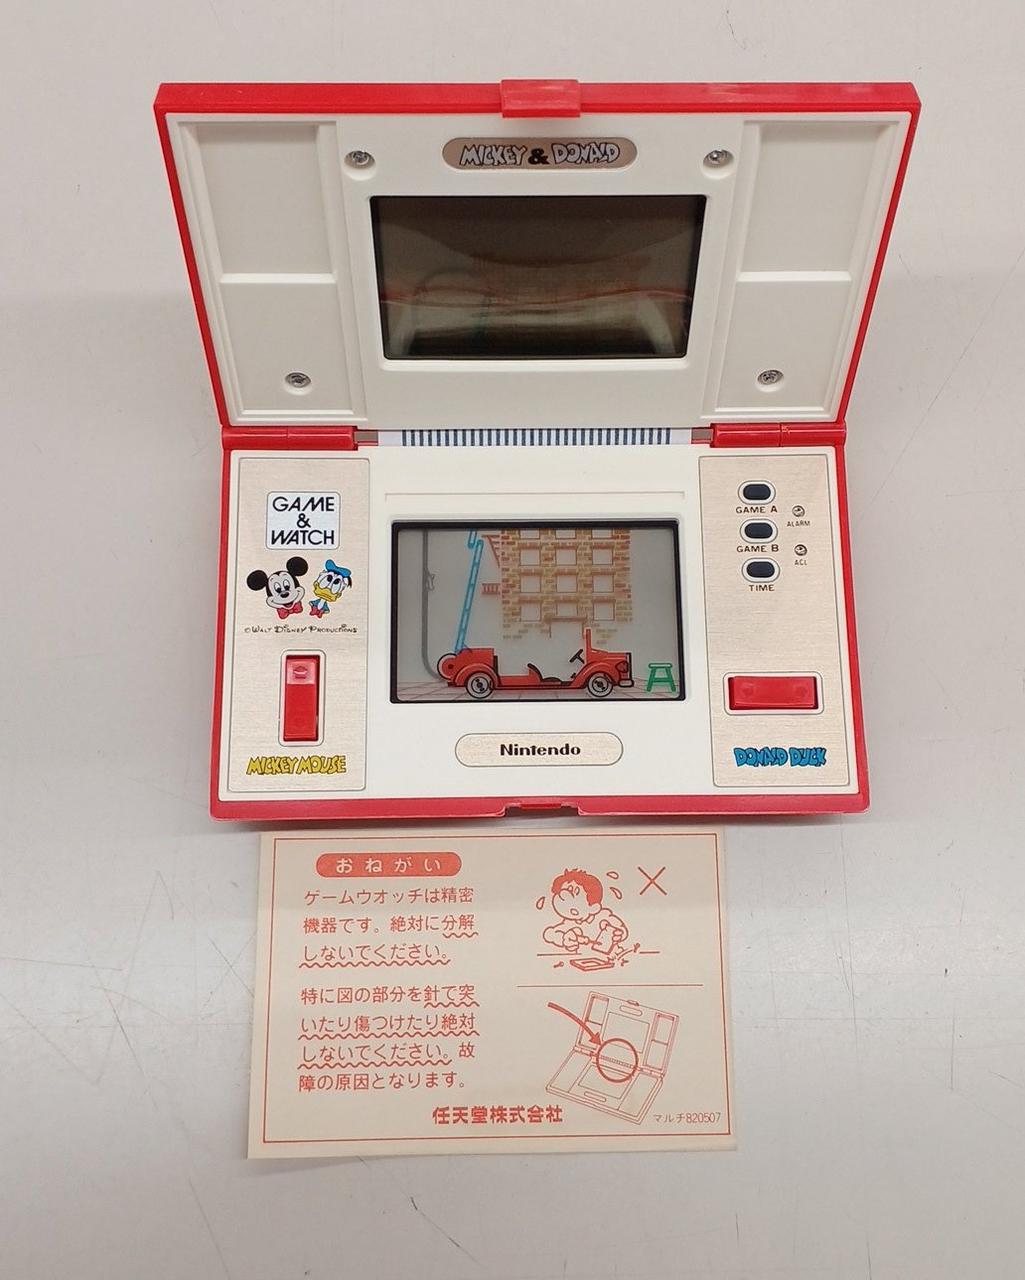 MICKEY & DONALD
GAME
&
WATCH
©WALT DISNEY PRODUCTIONS
MICKEY MOUSE
GAME A
ALARM
GAME B
ACL
TIME
DONALD DUCK
Nintendo
おねがい
ゲームウオッチは精密
機器です。絶対に分解
しないでください。
特に図の部分を針で突
いたり傷つけたり絶対
しないでください。故
障の原因となります。
任天堂株式会社
マルチ820507